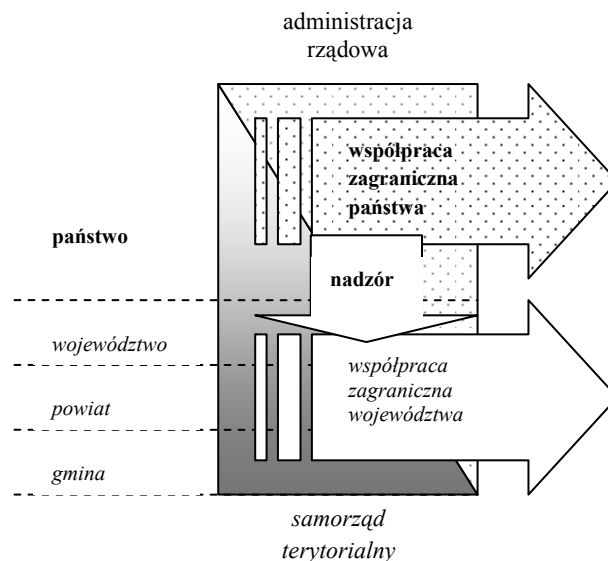 administracja
rządowa
współpraca
zagraniczna
państwa
państwo
nadzór
województwo
współpraca
zagraniczna
województwa
powiat
gmina
samorząd
terytorialny